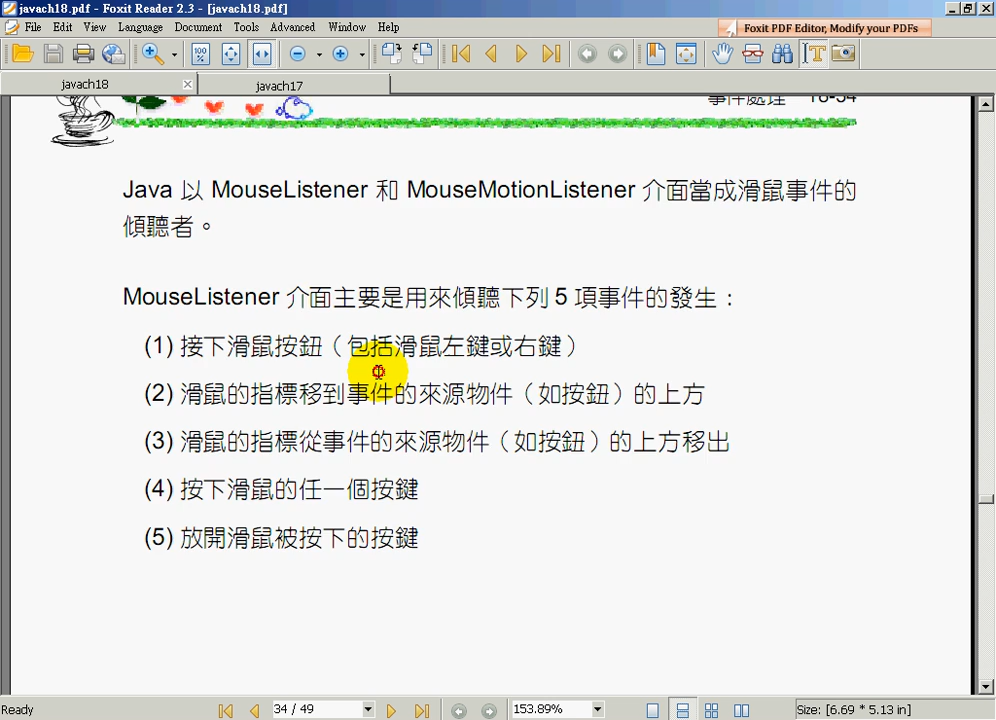 javach18.pdf - Foxit Reader 2.3 - [javach18.pdf]
File Edit View Language Document Tools Advanced Window Help
Foxit PDF Editor, Modify your PDFs
javach18
javach17
事件處理 18-34
Java 以 MouseListener 和 MouseMotionListener 介面當成滑鼠事件的
傾聽者。
MouseListener 介面主要是用來傾聽下列 5 項事件的發生：
(1) 接下滑鼠按鈕（包括滑鼠左鍵或右鍵）
(2) 滑鼠的指標移到事件的來源物件（如按鈕）的上方
(3) 滑鼠的指標從事件的來源物件（如按鈕）的上方移出
(4) 按下滑鼠的任一個按鍵
(5) 放開滑鼠被按下的按鍵
Ready
34 / 49
153.89%
Size: [6.69 * 5.13 in]